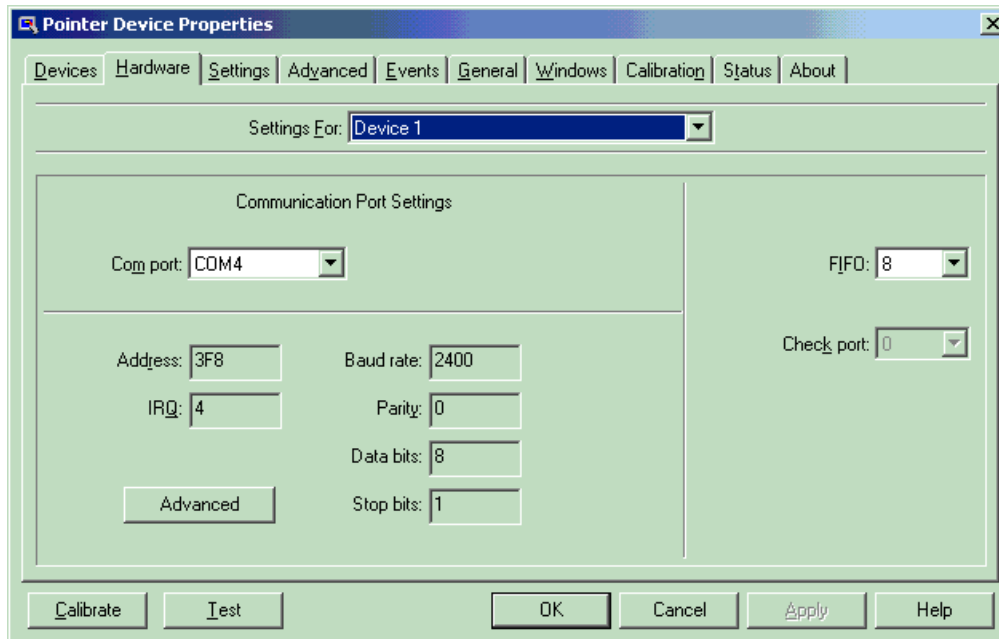 Pointer Device Properties
Devices Hardware Settings Advanced Events General Windows Calibration Status About
Settings For: Device 1
Communication Port Settings
Com port: COM4
FIFO: 8
Check port: 0
Address: 3F8 Baud rate: 2400
IRQ: 4 Parity: 0
Data bits: 8
Advanced Stop bits: 1
Calibrate Test OK Cancel Apply Help